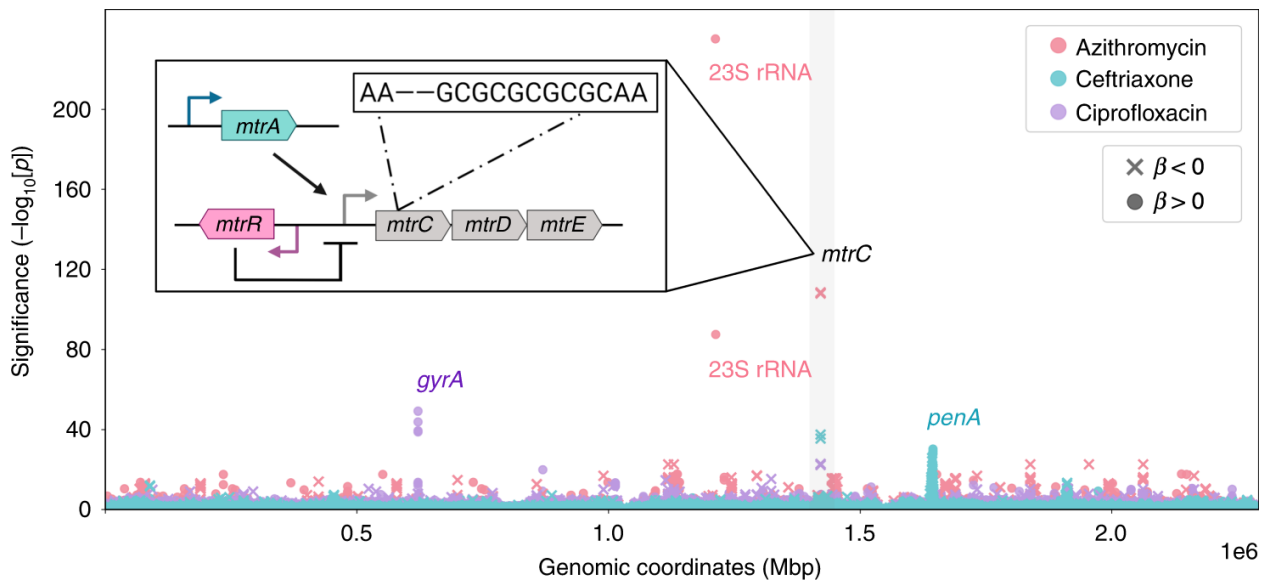 23S rRNA
Azithromycin
Ceftriaxone
Ciprofloxacin
β < 0
β > 0
AA——GCGCGCGCGCAA
mtrA
mtrR
mtrC
mtrD
mtrE
mtrC
23S rRNA
gyrA
penA
200
160
120
80
40
0
Significance (–log10[p])
0.5
1.0
1.5
2.0
1e6
Genomic coordinates (Mbp)